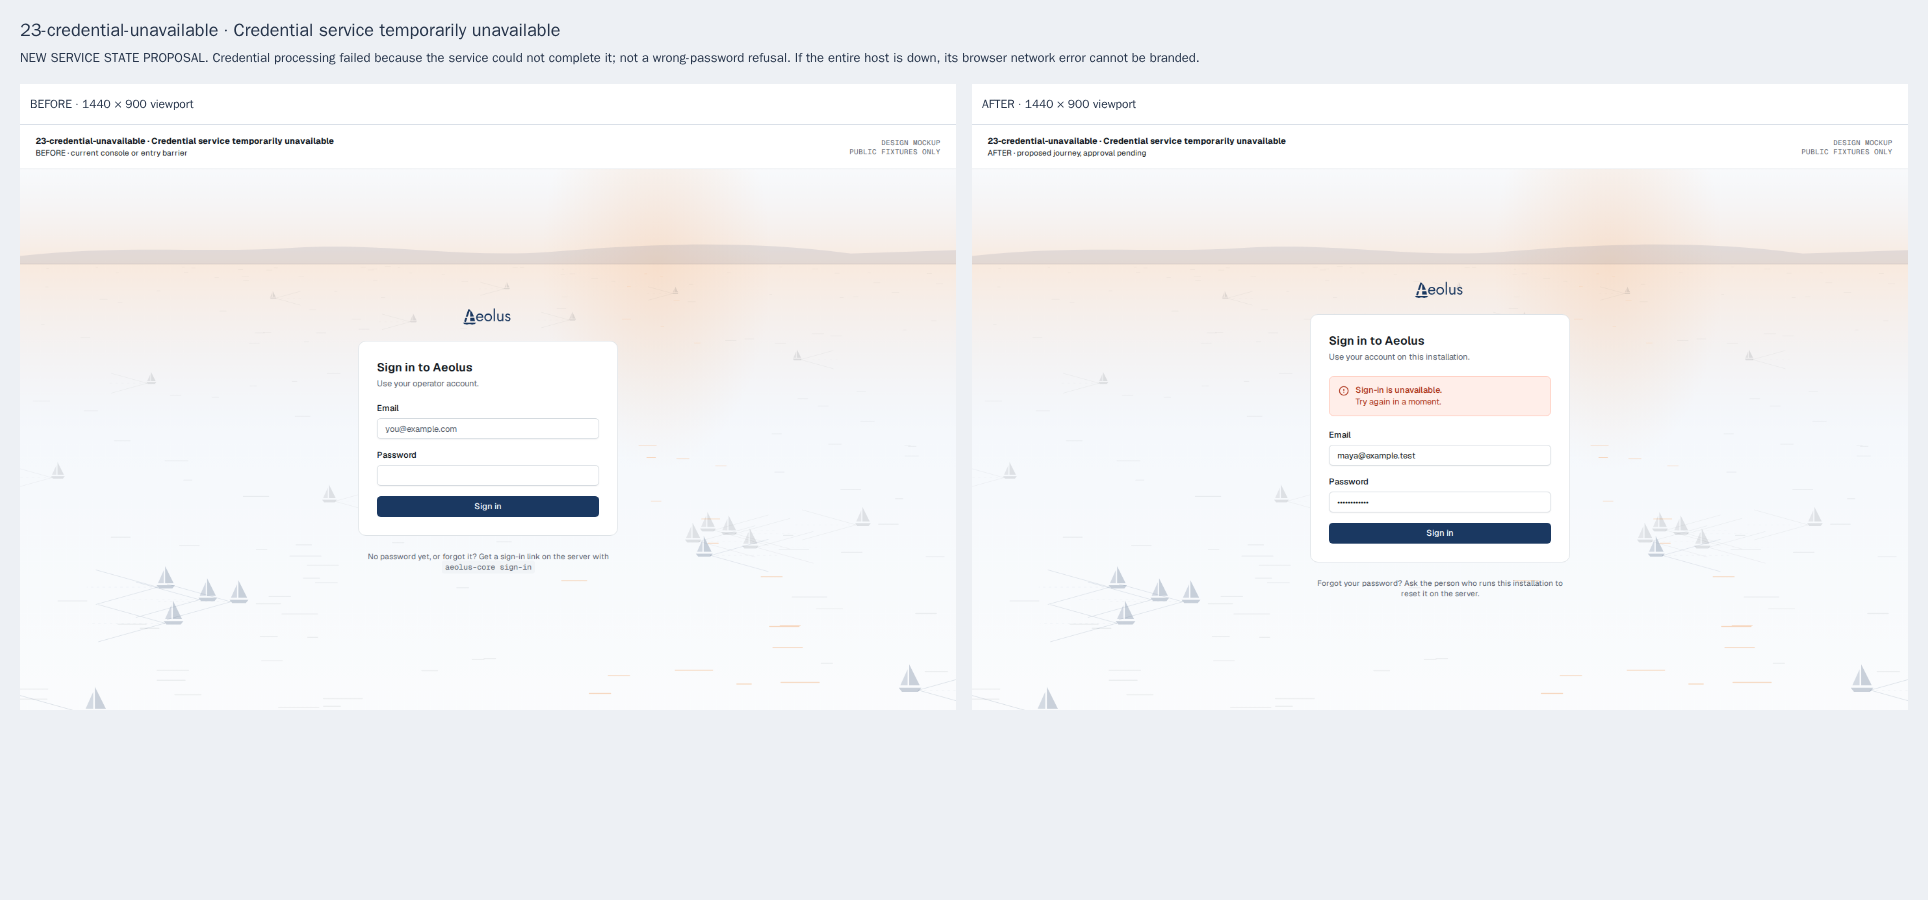 23-credential-unavailable · Credential service temporarily unavailable
NEW SERVICE STATE PROPOSAL. Credential processing failed because the service could not complete it; not a wrong-password refusal. If the entire host is down, its browser network error cannot be branded.
BEFORE · 1440 × 900 viewport
23-credential-unavailable · Credential service temporarily unavailable
BEFORE · current console or entry barrier
DESIGN MOCKUP
PUBLIC FIXTURES ONLY
Aeolus
Sign in to Aeolus
Use your operator account.
Email
you@example.com
Password
Sign in
No password yet, or forgot it? Get a sign-in link on the server with
aeolus-core sign-in
AFTER · 1440 × 900 viewport
23-credential-unavailable · Credential service temporarily unavailable
AFTER · proposed journey, approval pending
DESIGN MOCKUP
PUBLIC FIXTURES ONLY
Aeolus
Sign in to Aeolus
Use your account on this installation.
Sign-in is unavailable.
Try again in a moment.
Email
maya@example.test
Password
••••••••••••
Sign in
Forgot your password? Ask the person who runs this installation to
reset it on the server.